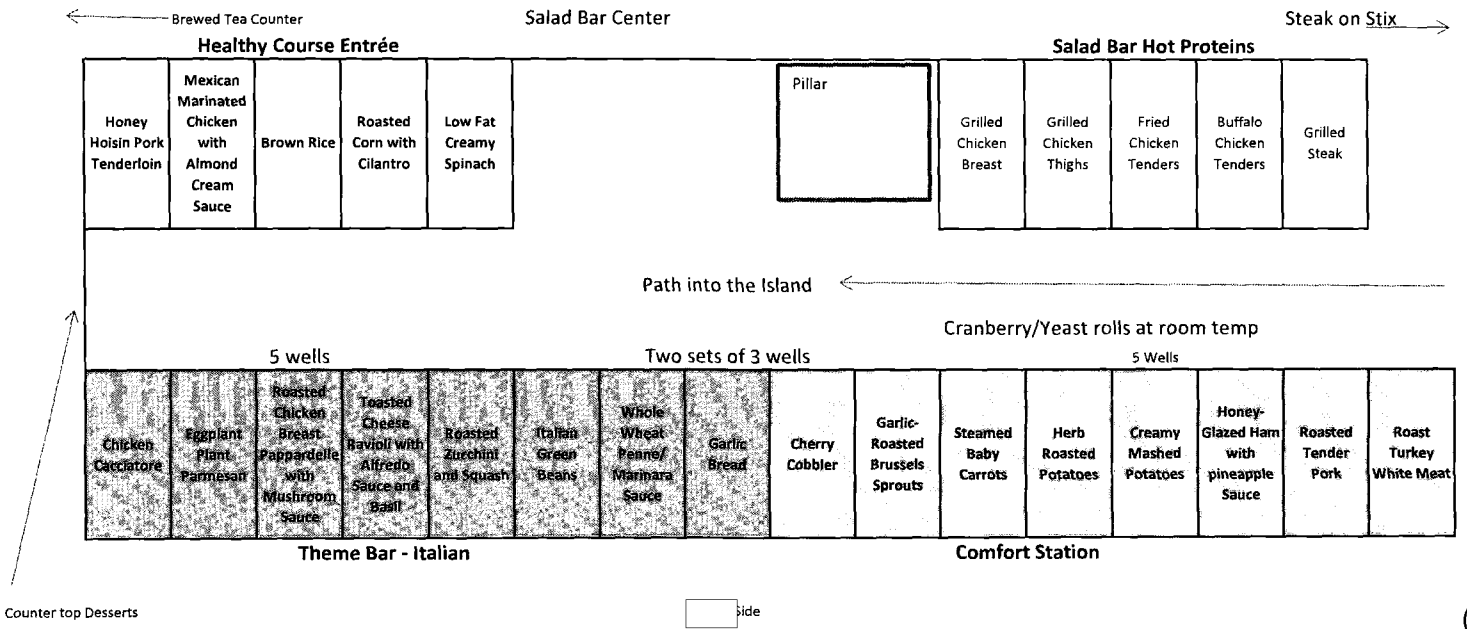 Brewed Tea Counter
Salad Bar Center
Steak on Stix
Healthy Course Entrée
Salad Bar Hot Proteins
Honey
Hoisin Pork
Tenderloin
Mexican
Marinated
Chicken
with
Almond
Cream
Sauce
Brown Rice
Roasted
Corn with
Cilantro
Low Fat
Creamy
Spinach
Pillar
Grilled
Chicken
Breast
Grilled
Chicken
Thighs
Fried
Chicken
Tenders
Buffalo
Chicken
Tenders
Grilled
Steak
Path into the Island
Cranberry/Yeast rolls at room temp
5 wells
Two sets of 3 wells
5 Wells
Chicken
Cacciatore
Eggplant
Plant
Parmesan
Roasted
Chicken
Breast
Pappardelle
with
Mushroom
Sauce
Toasted
Cheese
Ravioli with
Alfredo
Sauce and
Basil
Roasted
Zucchini
and Squash
Italian
Green
Beans
Whole
Wheat
Penne/
Marinara
Sauce
Garlic
Bread
Cherry
Cobbler
Garlic-
Roasted
Brussels
Sprouts
Steamed
Baby
Carrots
Herb
Roasted
Potatoes
Creamy
Mashed
Potatoes
Honey-
Glazed Ham
with
pineapple
Sauce
Roasted
Tender
Pork
Roast
Turkey
White Meat
Theme Bar - Italian
Comfort Station
Counter top Desserts